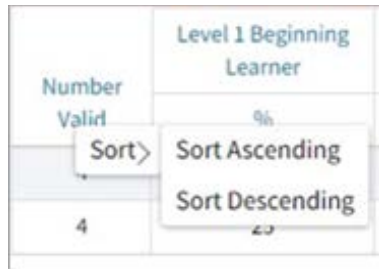 Level 1 Beginning
Learner
Number
Valid
%
Sort>
Sort Ascending
Sort Descending
4
25